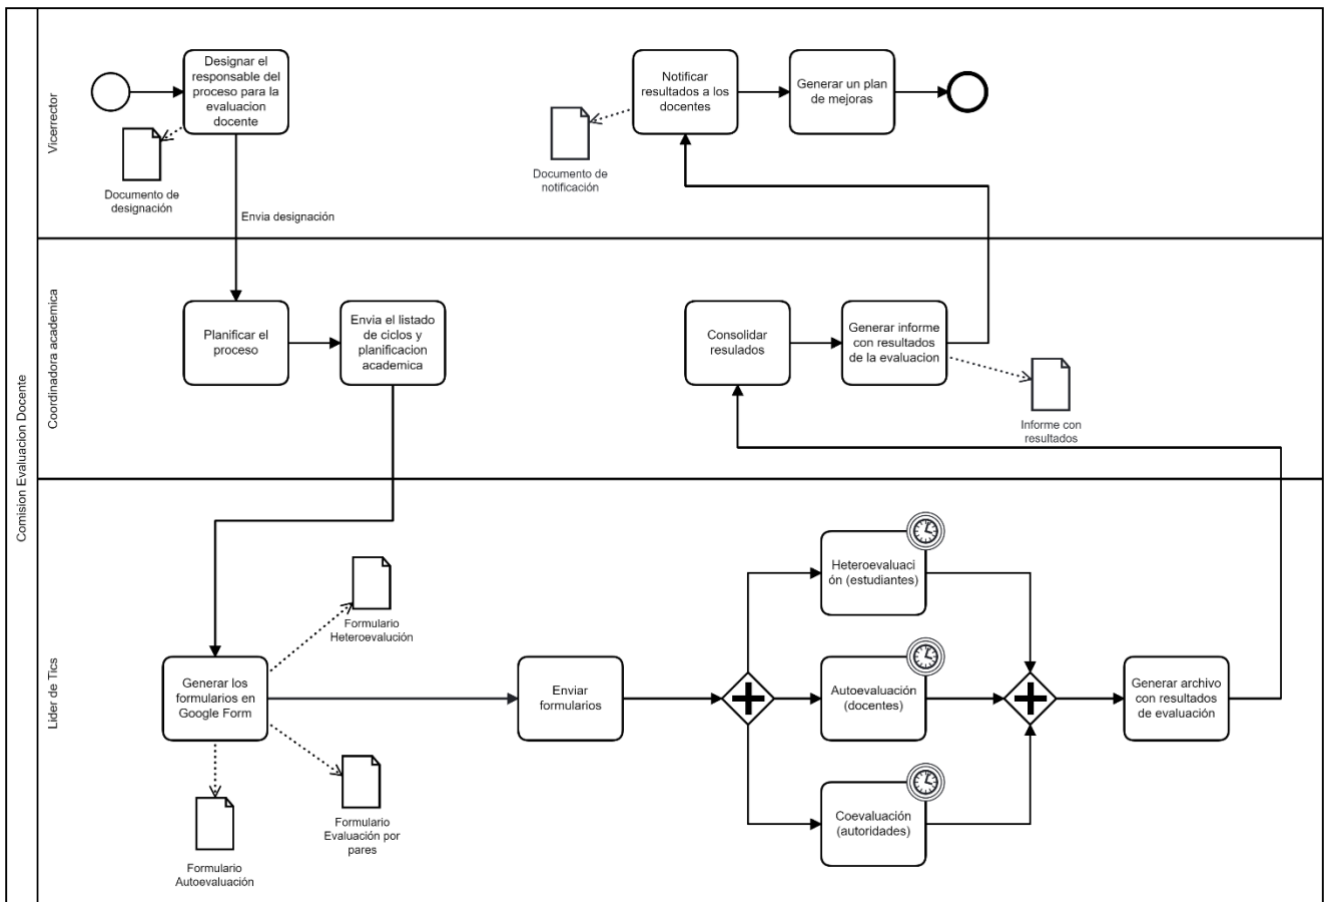 Comision Evaluacion Docente
Vicerrector
Designar el
responsable del
proceso para la
evaluacion
docente
Documento de
designación
Envia designación
Notificar
resultados a los
docentes
Documento de
notificación
Generar un plan
de mejoras
Coordinadora academica
Planificar el
proceso
Envia el listado
de ciclos y
planificacion
academica
Consolidar
resulados
Generar informe
con resultados
de la evaluacion
Informe con
resultados
Lider de Tics
Generar los
formularios en
Google Form
Formulario
Heteroevalución
Formulario
Evaluación por
pares
Formulario
Autoevaluación
Enviar
formularios
Heteroevaluaci
ón (estudiantes)
Autoevaluación
(docentes)
Coevaluación
(autoridades)
Generar archivo
con resultados
de evaluación